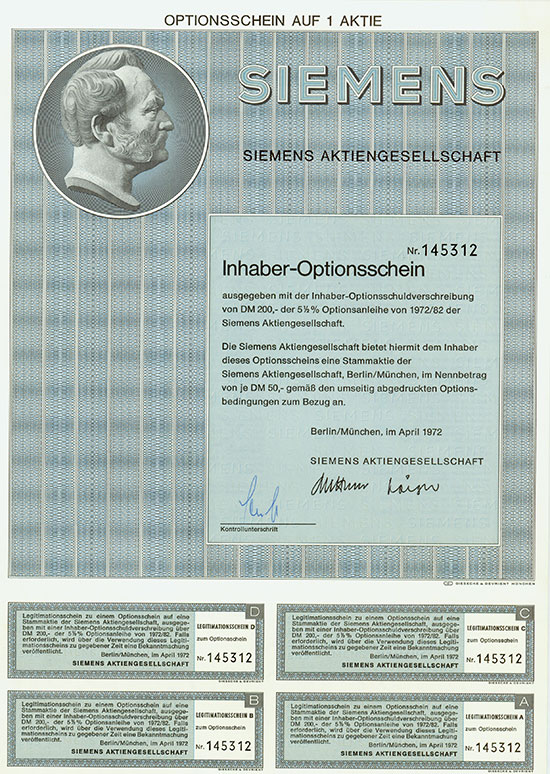 OPTIONSSCHEIN AUF 1 AKTIE
SIEMENS
SIEMENS AKTIENGESELLSCHAFT
Nr. 145312
Inhaber-Optionsschein
ausgegeben mit der Inhaber-Optionsschuldverschreibung
von DM 200,- der 5½% Optionsanleihe von 1972/82 der
Siemens Aktiengesellschaft.
Die Siemens Aktiengesellschaft bietet hiermit dem Inhaber
dieses Optionsscheins eine Stammaktie der
Siemens Aktiengesellschaft, Berlin/München, im Nennbetrag
von je DM 50,- gemäß den umseitig abgedruckten Options-
bedingungen zum Bezug an.
Berlin/München, im April 1972
SIEMENS AKTIENGESELLSCHAFT
Kontrollunterschrift
GIESECKE & DEVRIENT MÜNCHEN
D
Legitimationsschein zu einem Optionsschein auf eine
Stammaktie der Siemens Aktiengesellschaft, ausgege-
ben mit einer Inhaber-Optionsschuldverschreibung über
DM 200,- der 5½% Optionsanleihe von 1972/82. Falls
erforderlich, wird über die Verwendung dieses Legiti-
mationsscheins zu gegebener Zeit eine Bekanntmachung
veröffentlicht.
Berlin/München, im April 1972
SIEMENS AKTIENGESELLSCHAFT
LEGITIMATIONSSCHEIN D
zum Optionsschein
Nr. 145312
GIESECKE & DEVRIENT
C
Legitimationsschein zu einem Optionsschein auf eine
Stammaktie der Siemens Aktiengesellschaft, ausgege-
ben mit einer Inhaber-Optionsschuldverschreibung über
DM 200,- der 5½% Optionsanleihe von 1972/82. Falls
erforderlich, wird über die Verwendung dieses Legiti-
mationsscheins zu gegebener Zeit eine Bekanntmachung
veröffentlicht.
Berlin/München, im April 1972
SIEMENS AKTIENGESELLSCHAFT
LEGITIMATIONSSCHEIN C
zum Optionsschein
Nr. 145312
GIESECKE & DEVRIENT
B
Legitimationsschein zu einem Optionsschein auf eine
Stammaktie der Siemens Aktiengesellschaft, ausgege-
ben mit einer Inhaber-Optionsschuldverschreibung über
DM 200,- der 5½% Optionsanleihe von 1972/82. Falls
erforderlich, wird über die Verwendung dieses Legiti-
mationsscheins zu gegebener Zeit eine Bekanntmachung
veröffentlicht.
Berlin/München, im April 1972
SIEMENS AKTIENGESELLSCHAFT
LEGITIMATIONSSCHEIN B
zum Optionsschein
Nr. 145312
GIESECKE & DEVRIENT
A
Legitimationsschein zu einem Optionsschein auf eine
Stammaktie der Siemens Aktiengesellschaft, ausgege-
ben mit einer Inhaber-Optionsschuldverschreibung über
DM 200,- der 5½% Optionsanleihe von 1972/82. Falls
erforderlich, wird über die Verwendung dieses Legiti-
mationsscheins zu gegebener Zeit eine Bekanntmachung
veröffentlicht.
Berlin/München, im April 1972
SIEMENS AKTIENGESELLSCHAFT
LEGITIMATIONSSCHEIN A
zum Optionsschein
Nr. 145312
GIESECKE & DEVRIENT